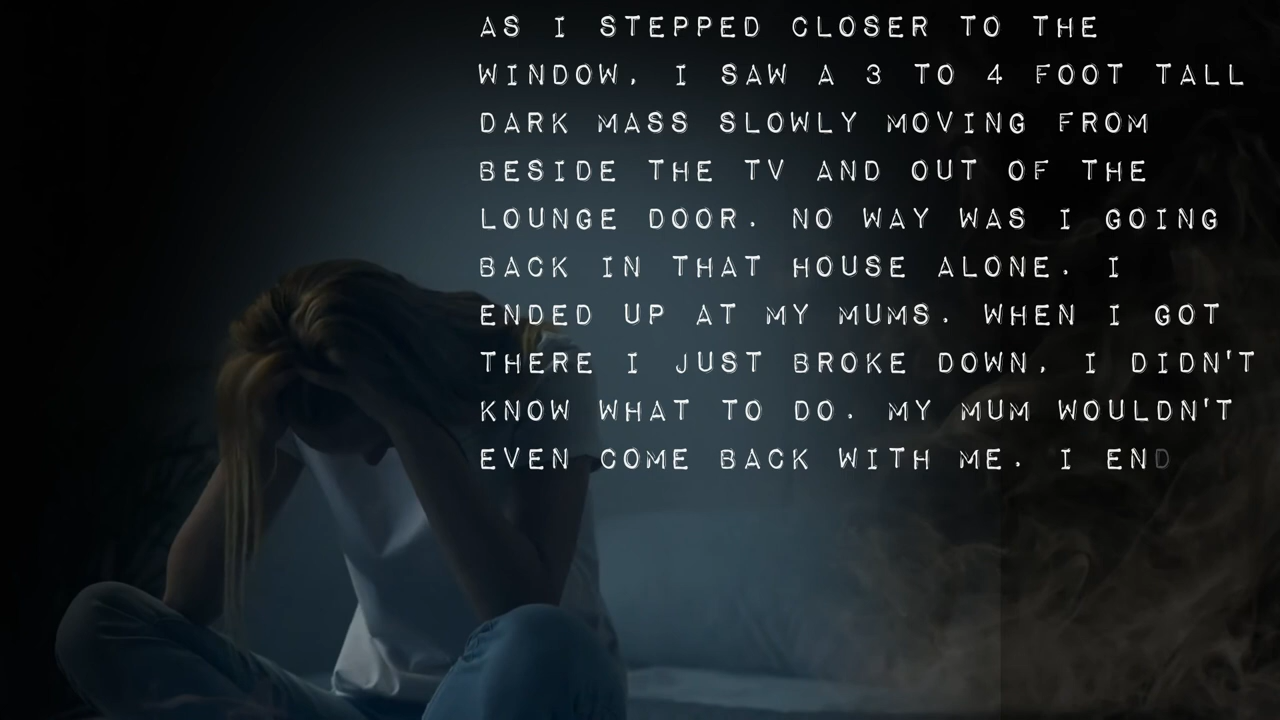 AS I STEPPED CLOSER TO THE
WINDOW, I SAW A 3 TO 4 FOOT TALL
DARK MASS SLOWLY MOVING FROM
BESIDE THE TV AND OUT OF THE
LOUNGE DOOR. NO WAY WAS I GOING
BACK IN THAT HOUSE ALONE. I
ENDED UP AT MY MUMS. WHEN I GOT
THERE I JUST BROKE DOWN, I DIDN'T
KNOW WHAT TO DO. MY MUM WOULDN'T
EVEN COME BACK WITH ME. I END